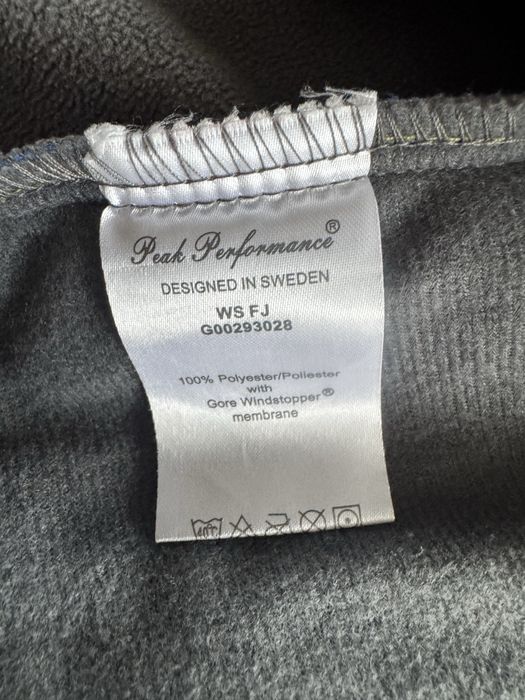 Peak Performance®
DESIGNED IN SWEDEN
WS FJ
G00293028
100% Polyester/Poliester
with
Gore Windstopper®
membrane